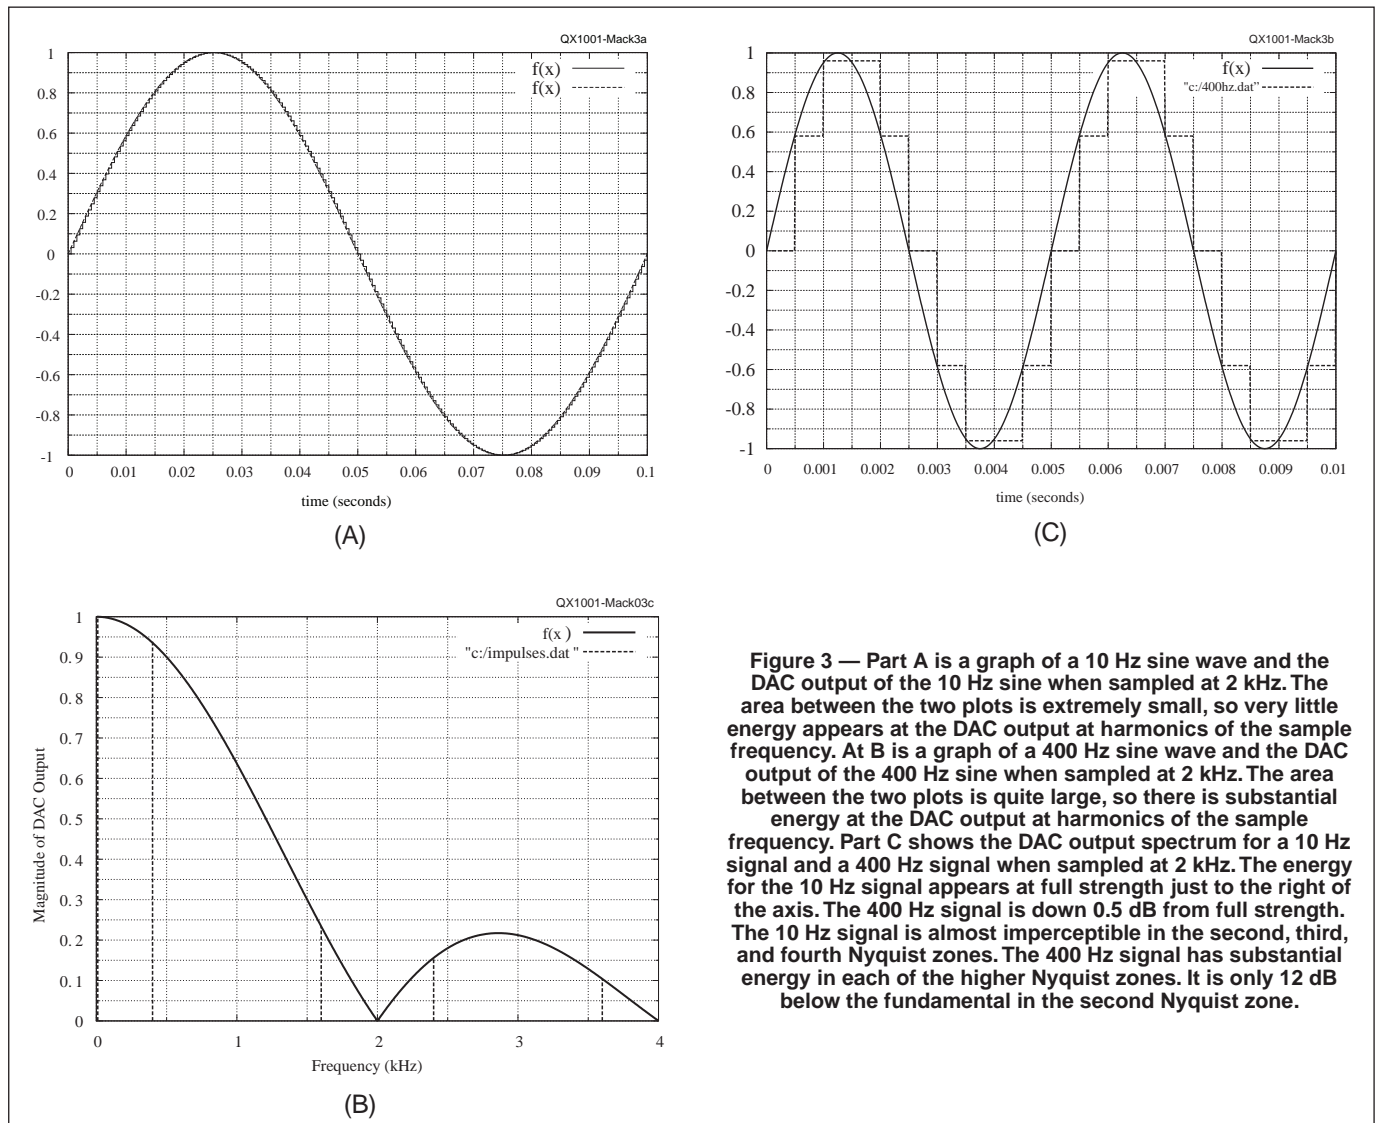 QX1001-Mack3a
f(x)
f(x)
1
0.8
0.6
0.4
0.2
0
-0.2
-0.4
-0.6
-0.8
-1
0 0.01 0.02 0.03 0.04 0.05 0.06 0.07 0.08 0.09 0.1
time (seconds)
(A)
QX1001-Mack3b
f(x)
"c:/400hz.dat"
1
0.8
0.6
0.4
0.2
0
-0.2
-0.4
-0.6
-0.8
-1
0 0.001 0.002 0.003 0.004 0.005 0.006 0.007 0.008 0.009 0.01
time (seconds)
(C)
QX1001-Mack03c
f(x )
"c:/impulses.dat "
Magnitude of DAC Output
1
0.9
0.8
0.7
0.6
0.5
0.4
0.3
0.2
0.1
0
0 1 2 3 4
Frequency (kHz)
(B)
Figure 3 — Part A is a graph of a 10 Hz sine wave and the
DAC output of the 10 Hz sine when sampled at 2 kHz. The
area between the two plots is extremely small, so very little
energy appears at the DAC output at harmonics of the sample
frequency. At B is a graph of a 400 Hz sine wave and the DAC
output of the 400 Hz sine when sampled at 2 kHz. The area
between the two plots is quite large, so there is substantial
energy at the DAC output at harmonics of the sample
frequency. Part C shows the DAC output spectrum for a 10 Hz
signal and a 400 Hz signal when sampled at 2 kHz. The energy
for the 10 Hz signal appears at full strength just to the right of
the axis. The 400 Hz signal is down 0.5 dB from full strength.
The 10 Hz signal is almost imperceptible in the second, third,
and fourth Nyquist zones. The 400 Hz signal has substantial
energy in each of the higher Nyquist zones. It is only 12 dB
below the fundamental in the second Nyquist zone.